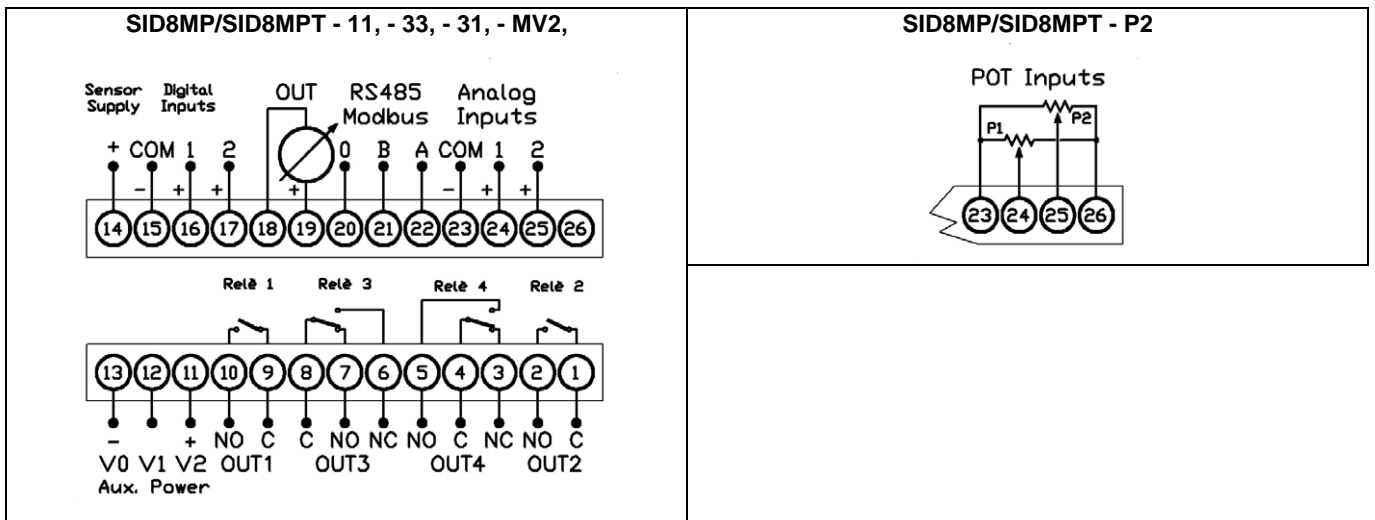 SID8MP/SID8MPT - 11, - 33, - 31, - MV2,
Sensor Supply
Digital Inputs
OUT
RS485 Modbus
Analog Inputs
+ COM 1 2 0 B A COM 1 2
- + + + - + +
14 15 16 17 18 19 20 21 22 23 24 25 26
Relè 1 Relè 3 Relè 4 Relè 2
13 12 11 10 9 8 7 6 5 4 3 2 1
- + NO C C NO NC NO C NC NO C
V0 V1 V2 OUT1 OUT3 OUT4 OUT2
Aux. Power
SID8MP/SID8MPT - P2
POT Inputs
P1 P2
23 24 25 26